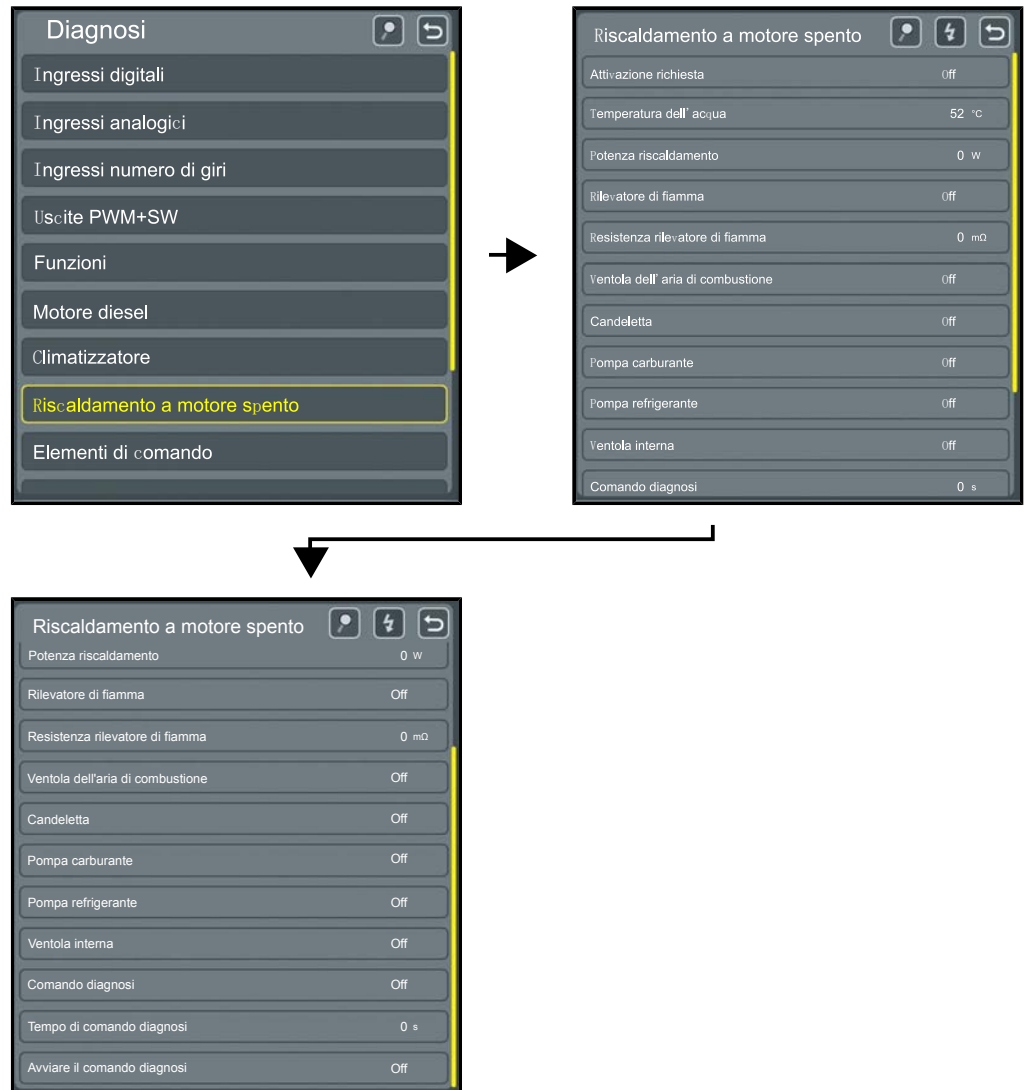 Diagnosi
Ingressi digitali
Ingressi analogici
Ingressi numero di giri
Uscite PWM+SW
Funzioni
Motore diesel
Climatizzatore
Riscaldamento a motore spento
Elementi di comando
Riscaldamento a motore spento
Attivazione richiesta Off
Temperatura dell'acqua 52 °C
Potenza riscaldamento 0 W
Rilevatore di fiamma Off
Resistenza rilevatore di fiamma 0 mΩ
Ventola dell'aria di combustione Off
Candeletta Off
Pompa carburante Off
Pompa refrigerante Off
Ventola interna Off
Comando diagnosi 0 s
Riscaldamento a motore spento
Potenza riscaldamento 0 W
Rilevatore di fiamma Off
Resistenza rilevatore di fiamma 0 mΩ
Ventola dell'aria di combustione Off
Candeletta Off
Pompa carburante Off
Pompa refrigerante Off
Ventola interna Off
Comando diagnosi Off
Tempo di comando diagnosi 0 s
Avviare il comando diagnosi Off